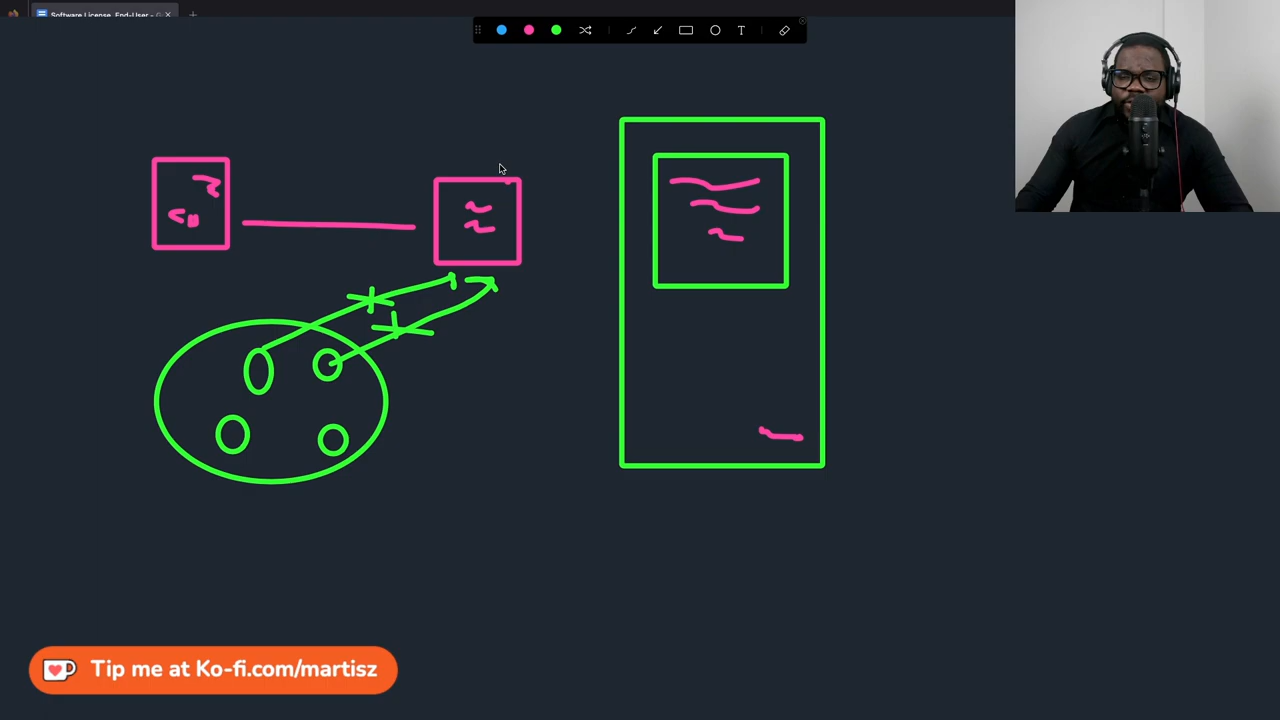 Software License, End-User - G
T
Tip me at Ko-fi.com/martisz